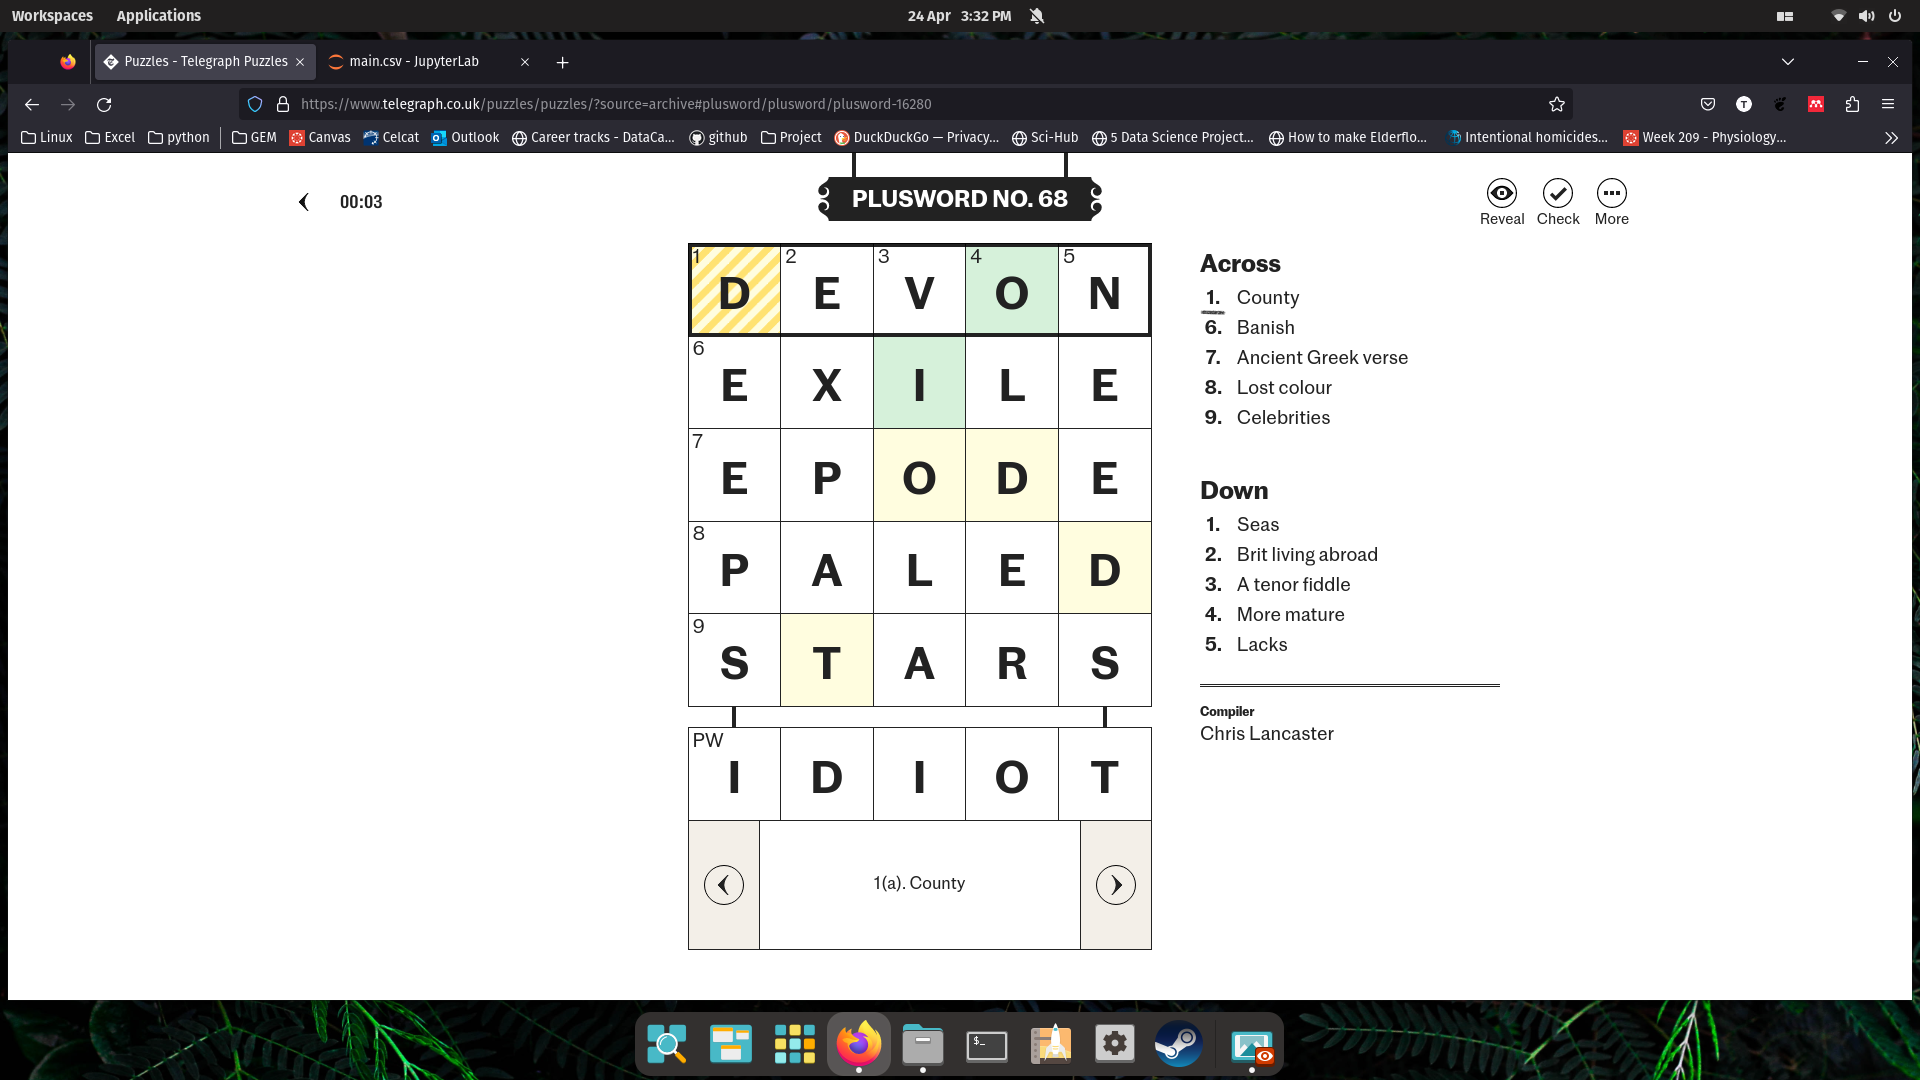 Workspaces Applications 24 Apr 3:32 PM
Puzzles - Telegraph Puzzles main.csv - JupyterLab
https://www.telegraph.co.uk/puzzles/puzzles/?source=archive#plusword/plusword/plusword-16280
Linux Excel python GEM Canvas Celcat Outlook Career tracks - DataCa... github Project DuckDuckGo — Privacy... Sci-Hub 5 Data Science Project... How to make Elderflo... Intentional homicides... Week 209 - Physiology...
00:03
PLUSWORD NO. 68
Reveal Check More
1 D 2 E 3 V 4 O 5 N
6 E X I L E
7 E P O D E
8 P A L E D
9 S T A R S
PW I D I O T
1(a). County
Across
1. County
6. Banish
7. Ancient Greek verse
8. Lost colour
9. Celebrities
Down
1. Seas
2. Brit living abroad
3. A tenor fiddle
4. More mature
5. Lacks
Compiler
Chris Lancaster